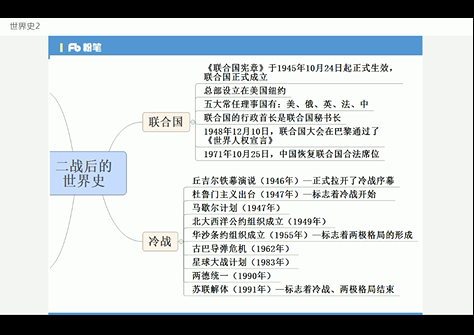 世界史2
粉笔
《联合国宪章》于1945年10月24日起正式生效，
联合国正式成立
总部设立在美国纽约
五大常任理事国有：美、俄、英、法、中
联合国的行政首长是联合国秘书长
1948年12月10日，联合国大会在巴黎通过了
《世界人权宣言》
1971年10月25日，中国恢复联合国合法席位
联合国
二战后的
世界史
丘吉尔铁幕演说（1946年）—正式拉开了冷战序幕
杜鲁门主义出台（1947年）—标志着冷战开始
马歇尔计划（1947年）
北大西洋公约组织成立（1949年）
华沙条约组织成立（1955年）—标志着两极格局的形成
古巴导弹危机（1962年）
星球大战计划（1983年）
两德统一（1990年）
苏联解体（1991年）—标志着冷战、两极格局结束
冷战